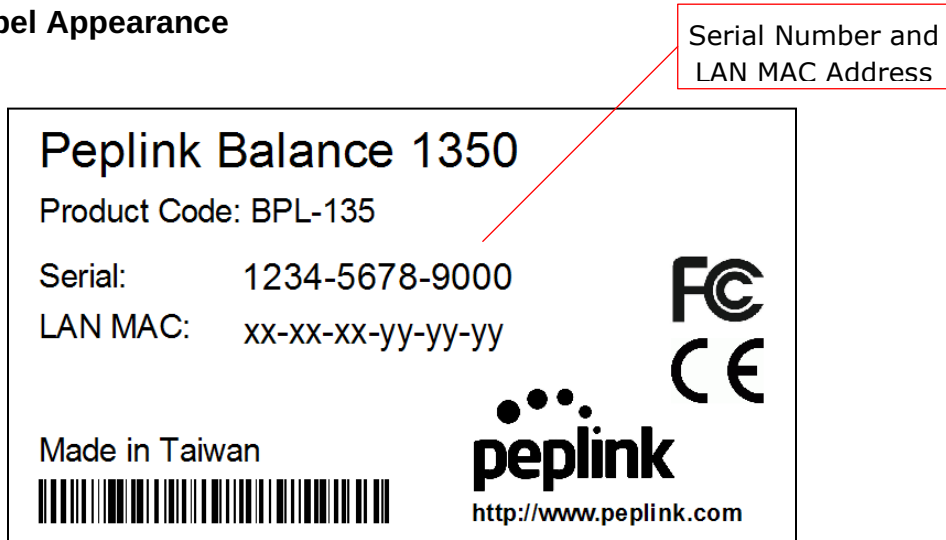 Appearance
Serial Number and
LAN MAC Address
Peplink Balance 1350
Product Code: BPL-135
Serial: 1234-5678-9000
LAN MAC: xx-xx-xx-yy-yy-yy
FC
CE
Made in Taiwan
peplink
http://www.peplink.com